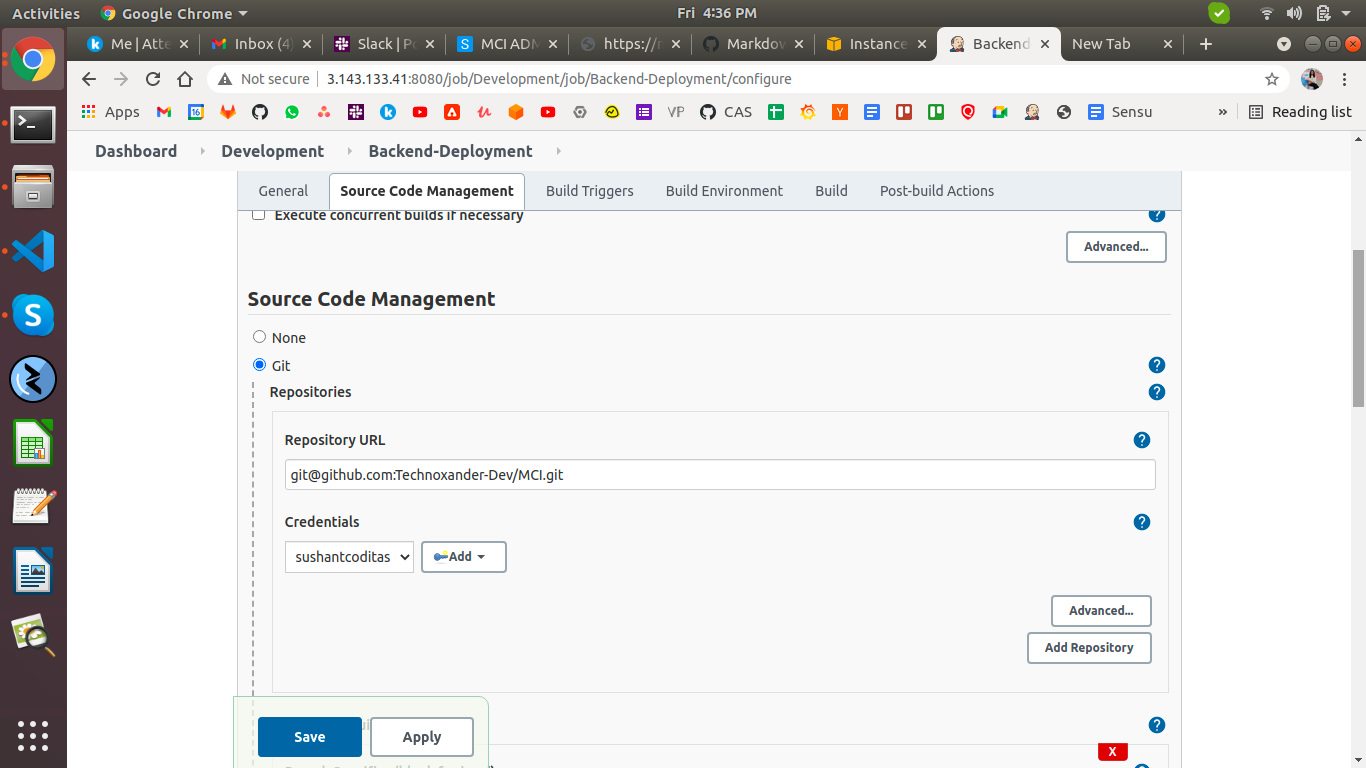 Activities Google Chrome Fri 4:36 PM
Me | Atte Inbox (4) Slack | Po MCI ADM https://r Markdow Instance Backend New Tab
Not secure 3.143.133.41:8080/job/Development/job/Backend-Deployment/configure
Apps VP CAS Sensu » Reading list
Dashboard Development Backend-Deployment
General Source Code Management Build Triggers Build Environment Build Post-build Actions
Execute concurrent builds if necessary
Advanced...
Source Code Management
None
Git
Repositories
Repository URL
git@github.com:Technoxander-Dev/MCI.git
Credentials
sushantcoditas Add
Advanced...
Add Repository
Save Apply
X